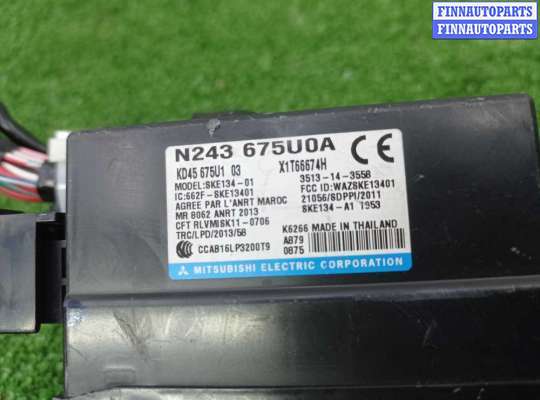 FINNAUTOPARTS
FINNAUTOPARTS
N243 675U0A CE
KD45 675U1 03 X1T66674H
MODEL:SKE134-01 3513-14-3558
IC:662F-SKE13401 FCC ID:WAZSKE13401
AGREE PAR L'ANRT MAROC 21056/SDPPI/2011
MR 8062 ANRT 2013 SKE134-A1 T953
CFT RLVMISK11-0706
TRC/LPD/2013/58 K6266 MADE IN THAILAND
CCAB16LP3200T9 A879
0875
MITSUBISHI ELECTRIC CORPORATION